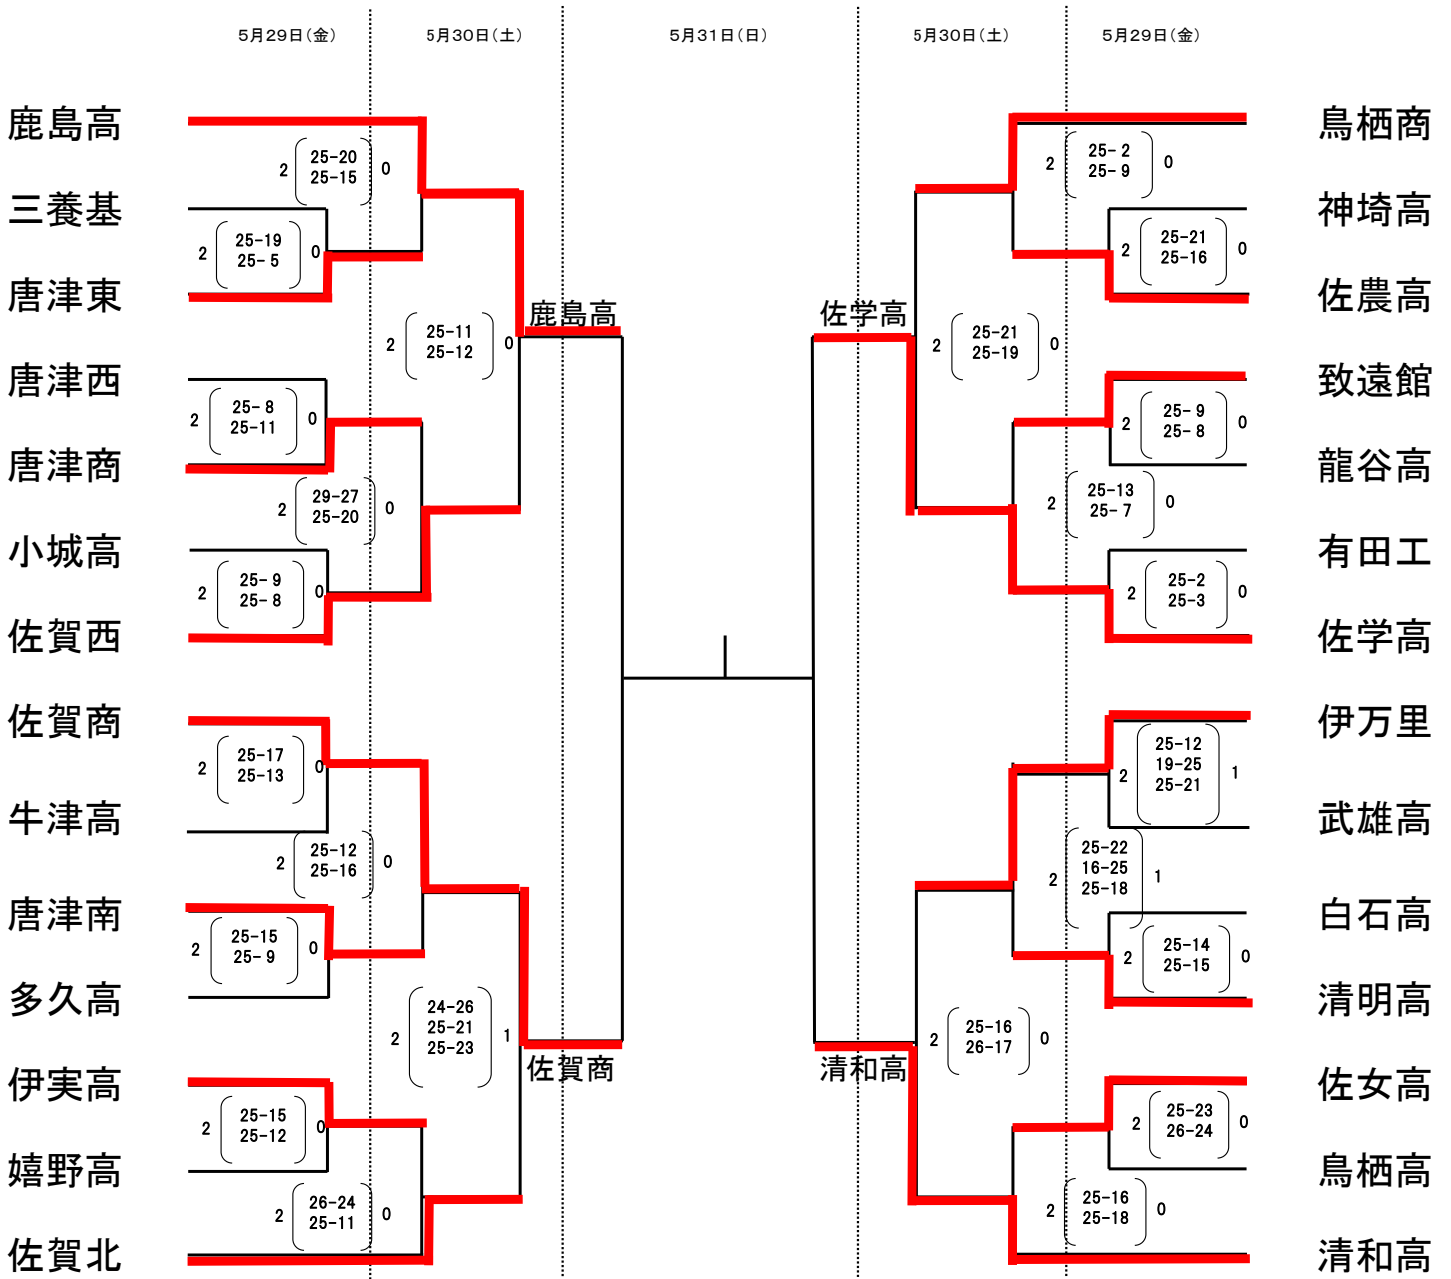 5月29日(金) 5月30日(土) 5月31日(日) 5月30日(土) 5月29日(金)
鹿島高
三養基
唐津東
唐津西
唐津商
小城高
佐賀西
佐賀商
牛津高
唐津南
多久高
伊実高
嬉野高
佐賀北
2 25-20 0
25-15
2 25-19 0
25- 5
2 25-11 0
25-12
2 25- 8 0
25-11
2 29-27 0
25-20
2 25- 9 0
25- 8
2 25-17 0
25-13
2 25-12 0
25-16
2 25-15 0
25- 9
2 24-26 1
25-21
25-23
2 25-15 0
25-12
2 26-24 0
25-11
鹿島高
佐賀商
佐学高
清和高
2 25- 2 0
25- 9
2 25-21 0
25-16
2 25-21 0
25-19
2 25- 9 0
25- 8
2 25-13 0
25- 7
2 25-2 0
25-3
2 25-12 1
19-25
25-21
2 25-22 1
16-25
25-18
2 25-14 0
25-15
2 25-16 0
26-17
2 25-23 0
26-24
2 25-16 0
25-18
鳥栖商
神埼高
佐農高
致遠館
龍谷高
有田工
佐学高
伊万里
武雄高
白石高
清明高
佐女高
鳥栖高
清和高